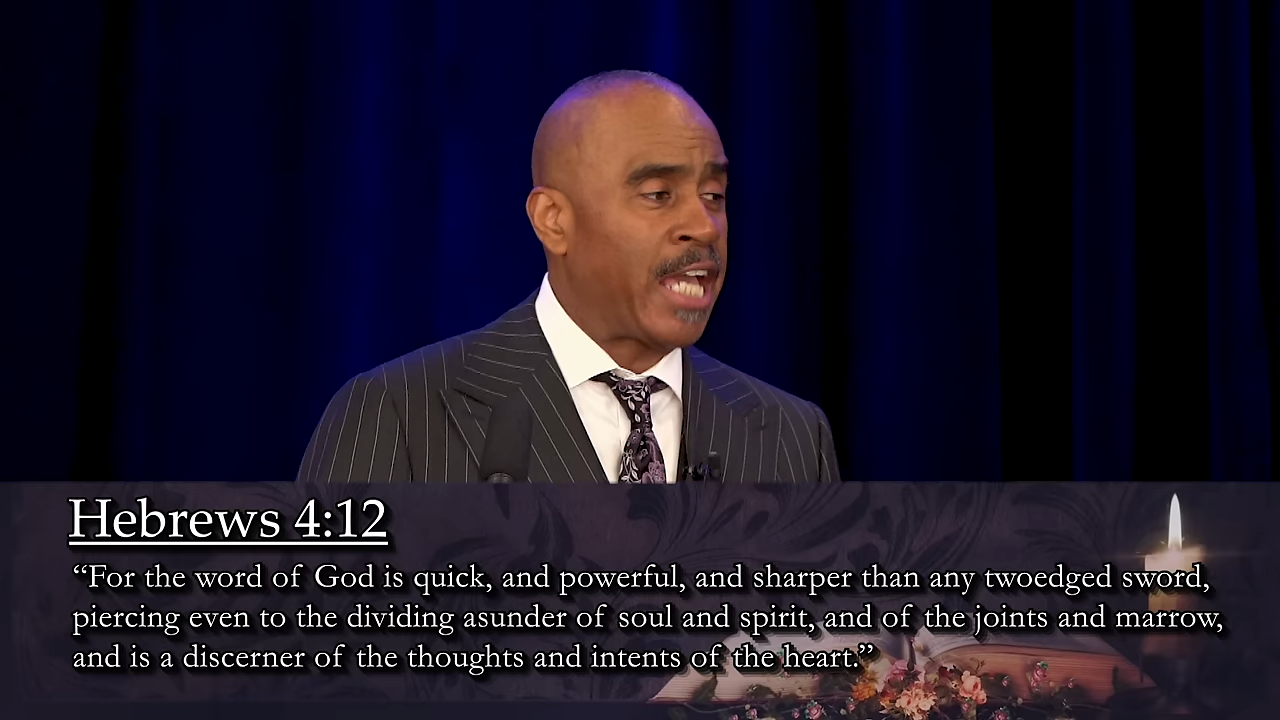 Hebrews 4:12
“For the word of God is quick, and powerful, and sharper than any twoedged sword,
piercing even to the dividing asunder of soul and spirit, and of the joints and marrow,
and is a discerner of the thoughts and intents of the heart.”